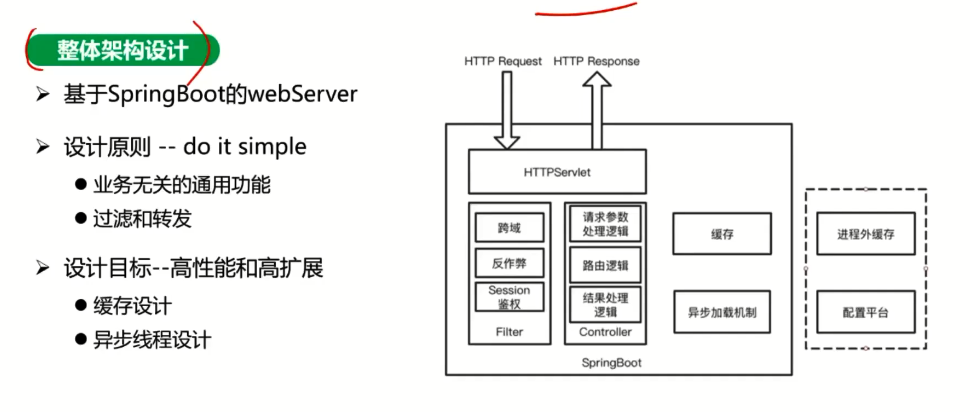 整体架构设计
基于SpringBoot的webServer
设计原则 -- do it simple
业务无关的通用功能
过滤和转发
设计目标--高性能和高扩展
缓存设计
异步线程设计
HTTP Request
HTTP Response
HTTPServlet
跨域
反作弊
Session
鉴权
Filter
请求参数
处理逻辑
路由逻辑
结果处理
逻辑
Controller
缓存
异步加载机制
SpringBoot
进程外缓存
配置平台